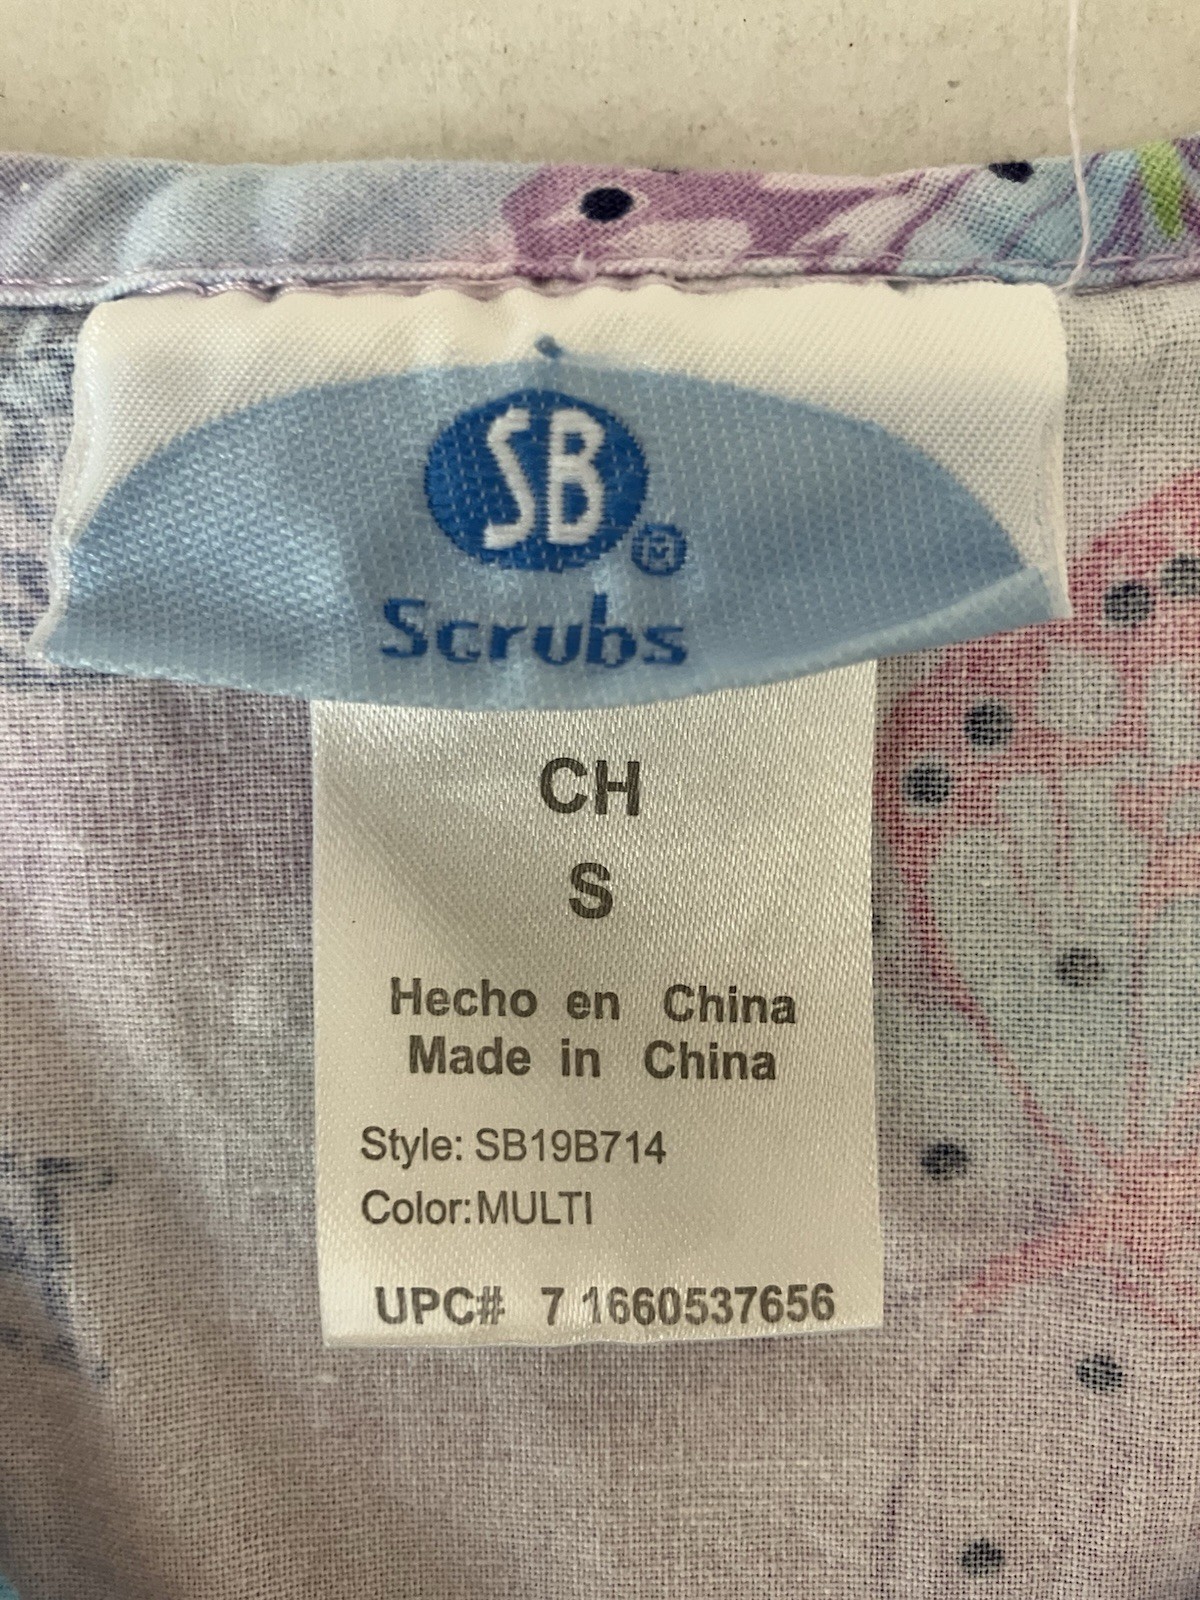 SB®
Scrubs
CH
S
Hecho en China
Made in China
Style: SB19B714
Color:MULTI
UPC# 7 1660537656